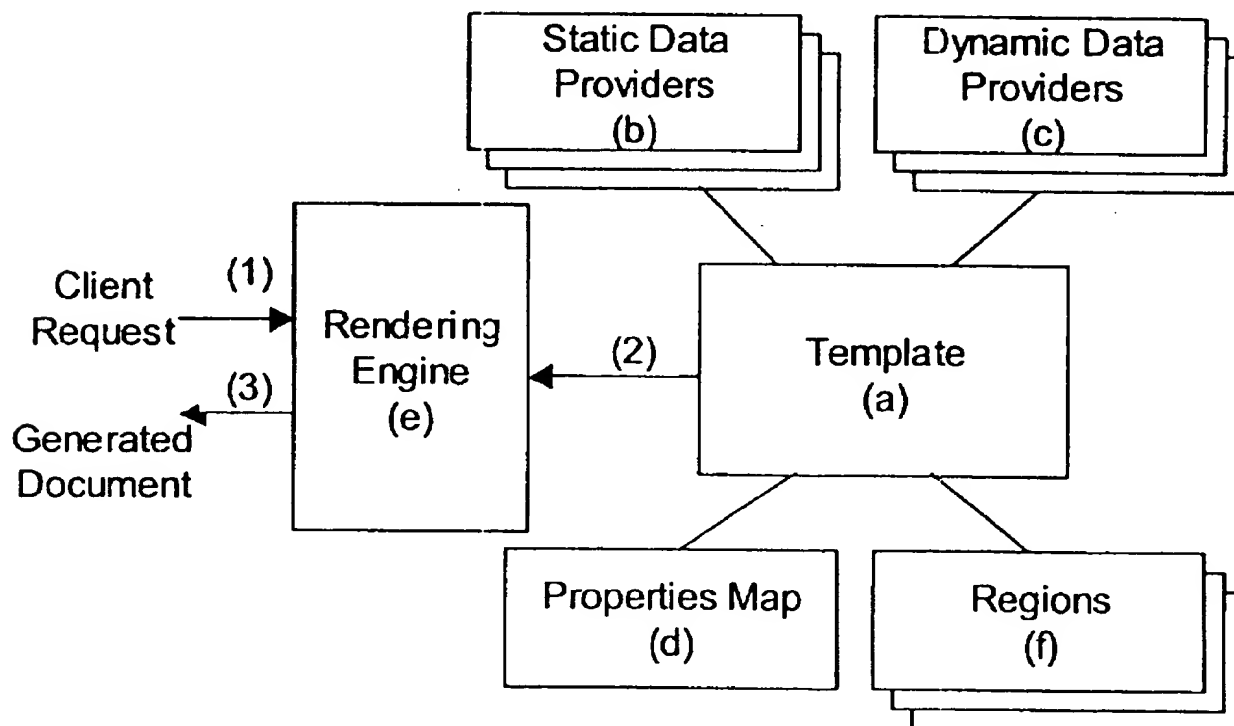 Static Data
Providers
(b)
Dynamic Data
Providers
(c)
Client
Request
(1)
Rendering
Engine
(e)
(2)
Template
(a)
(3)
Generated
Document
Properties Map
(d)
Regions
(f)